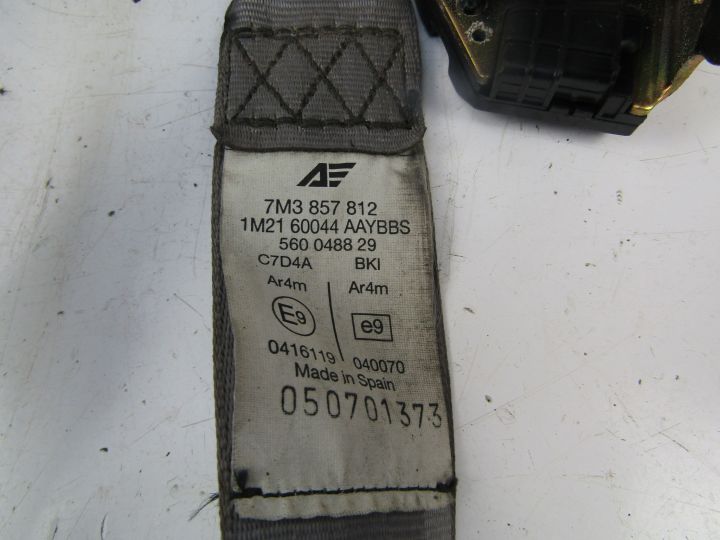 AE
7M3 857 812
1M21 60044 AAYBBS
560 0488 29
C7D4A BKI
Ar4m Ar4m
E9 e9
0416119 040070
Made in Spain
050701373